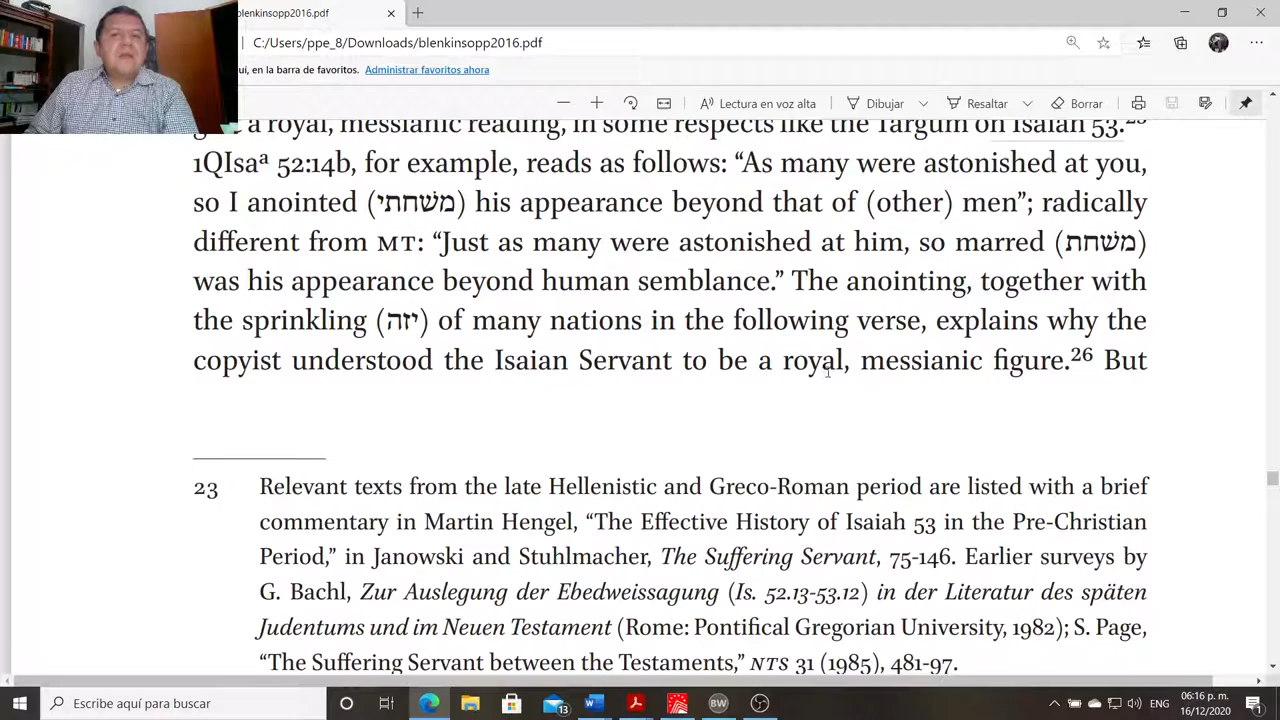 blenkinsopp2016.pdf
C:/Users/ppe_8/Downloads/blenkinsopp2016.pdf
en la barra de favoritos. Administrar favoritos ahora
Lectura en voz alta Dibujar Resaltar Borrar
a royal, messianic reading, in some respects like the Targum on Isaiah 53.²⁵
1QIsaᵃ 52:14b, for example, reads as follows: “As many were astonished at you,
so I anointed (משׁחתי) his appearance beyond that of (other) men”; radically
different from MT: “Just as many were astonished at him, so marred (משׁחת)
was his appearance beyond human semblance.” The anointing, together with
the sprinkling (יזה) of many nations in the following verse, explains why the
copyist understood the Isaian Servant to be a royal, messianic figure.²⁶ But
23 Relevant texts from the late Hellenistic and Greco-Roman period are listed with a brief
commentary in Martin Hengel, “The Effective History of Isaiah 53 in the Pre-Christian
Period,” in Janowski and Stuhlmacher, The Suffering Servant, 75-146. Earlier surveys by
G. Bachl, Zur Auslegung der Ebedweissagung (Is. 52.13-53.12) in der Literatur des späten
Judentums und im Neuen Testament (Rome: Pontifical Gregorian University, 1982); S. Page,
“The Suffering Servant between the Testaments,” NTS 31 (1985), 481-97.
Escribe aquí para buscar
13
W
BW
ENG
06:16 p. m.
16/12/2020
1